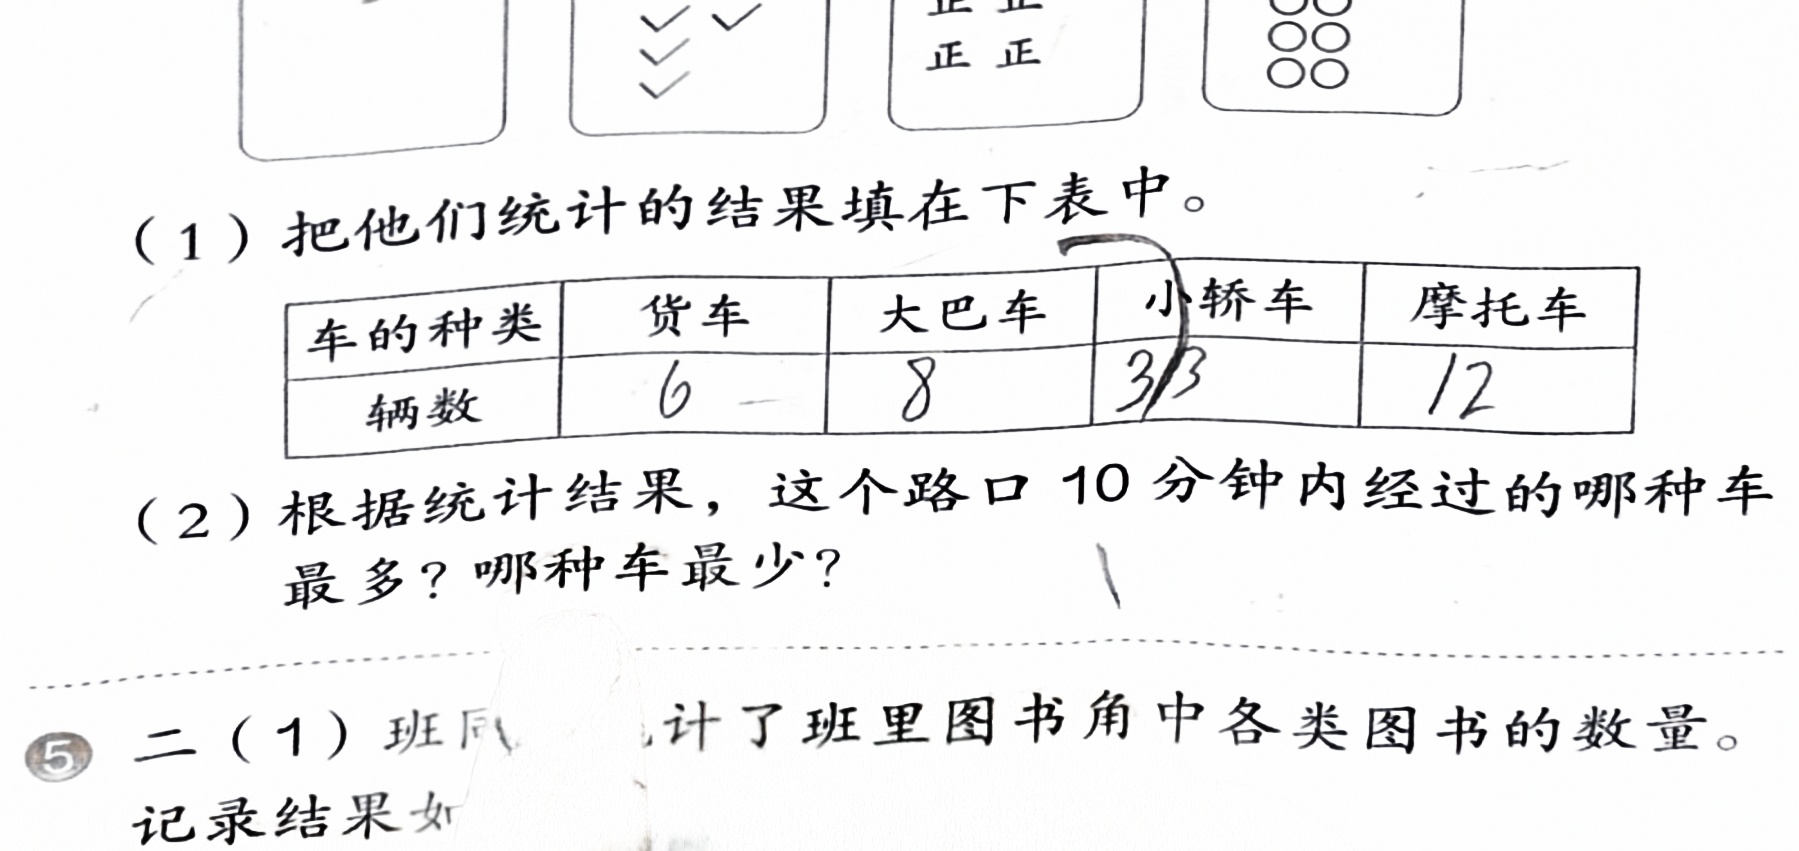 正 正
正 正
（1）把他们统计的结果填在下表中。
车的种类 货车 大巴车 小轿车 摩托车
辆数 6 8 33 12
（2）根据统计结果，这个路口 10 分钟内经过的哪种车
最多？哪种车最少？
5 二（1）班同 计了班里图书角中各类图书的数量。
记录结果如